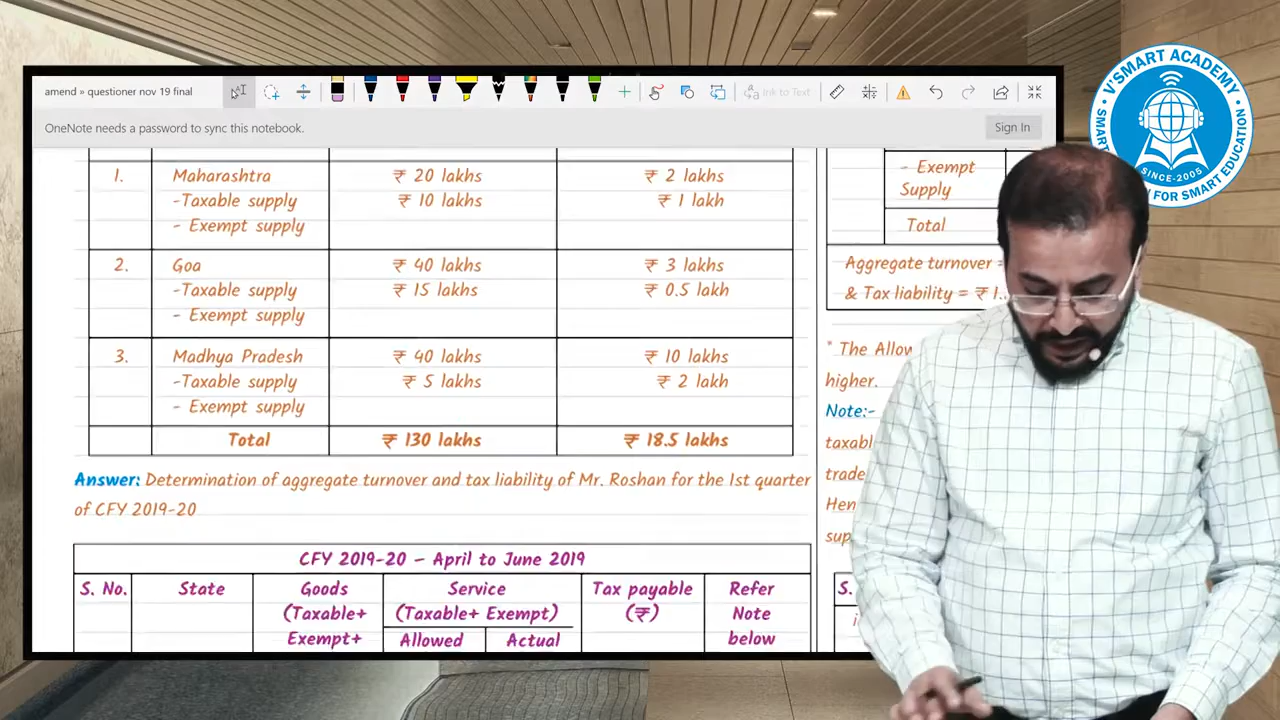 amend » questioner nov 19 final
Ink to Text
OneNote needs a password to sync this notebook.
Sign In
1. Maharashtra ₹ 20 lakhs ₹ 2 lakhs
-Taxable supply ₹ 10 lakhs ₹ 1 lakh
- Exempt supply
2. Goa ₹ 40 lakhs ₹ 3 lakhs
-Taxable supply ₹ 15 lakhs ₹ 0.5 lakh
- Exempt supply
3. Madhya Pradesh ₹ 40 lakhs ₹ 10 lakhs
-Taxable supply ₹ 5 lakhs ₹ 2 lakh
- Exempt supply
Total ₹ 130 lakhs ₹ 18.5 lakhs
Answer: Determination of aggregate turnover and tax liability of Mr. Roshan for the 1st quarter
of CFY 2019-20
CFY 2019-20 – April to June 2019
S. No. State Goods Service Tax payable Refer
(Taxable+ (Taxable+ Exempt) (₹) Note
Exempt+ Allowed Actual below
- Exempt
Supply
Total
Aggregate turnover =
& Tax liability = ₹ 1..
* The Allow
higher.
Note:-
taxabl
trade
Hen
sup
S.
V'SMART ACADEMY
SINCE-2005
FOR SMART EDUCATION